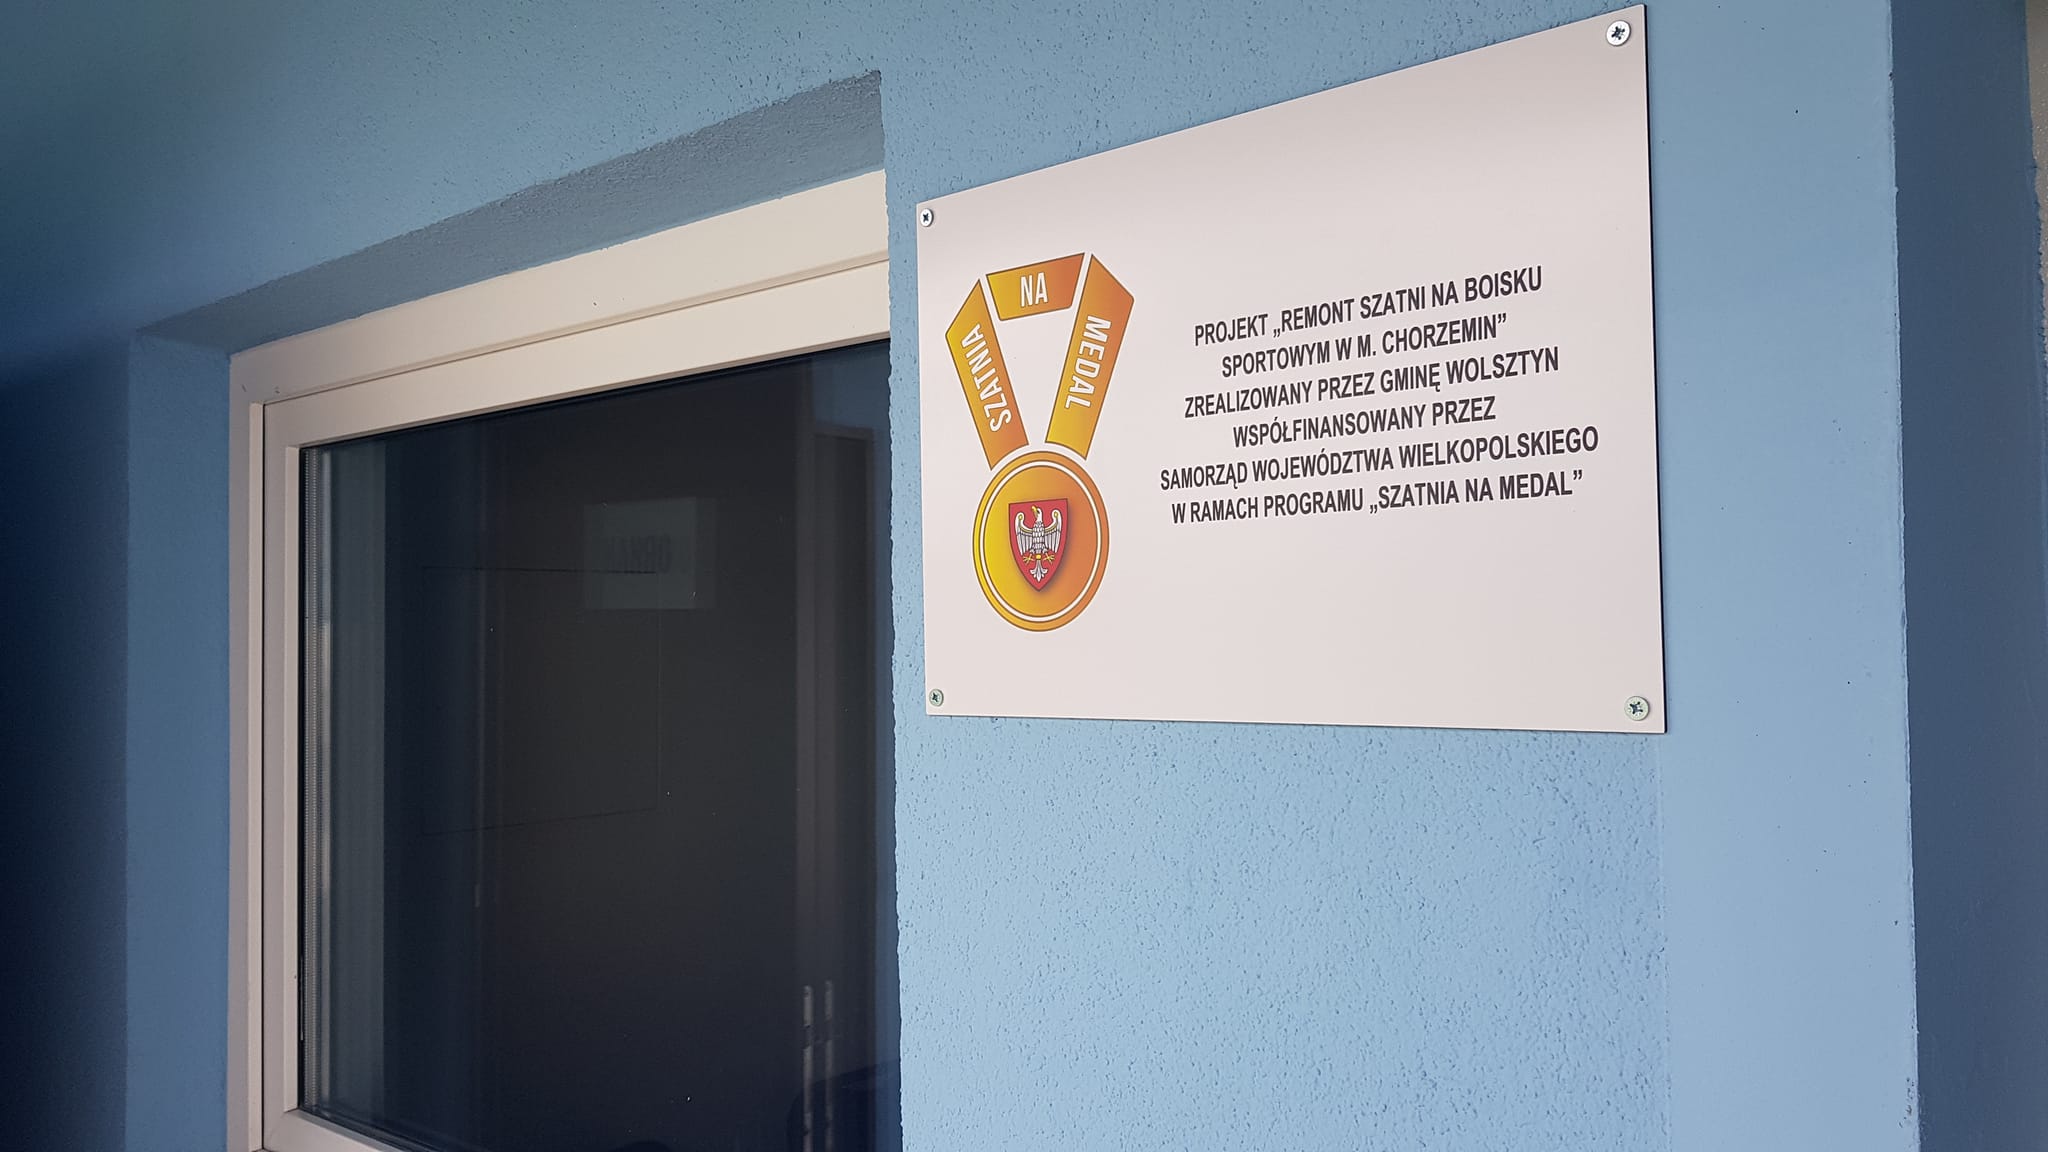 SZATNIA
NA
MEDAL
PROJEKT „REMONT SZATNI NA BOISKU
SPORTOWYM W M. CHORZEMIN”
ZREALIZOWANY PRZEZ GMINĘ WOLSZTYN
WSPÓŁFINANSOWANY PRZEZ
SAMORZĄD WOJEWÓDZTWA WIELKOPOLSKIEGO
W RAMACH PROGRAMU „SZATNIA NA MEDAL”